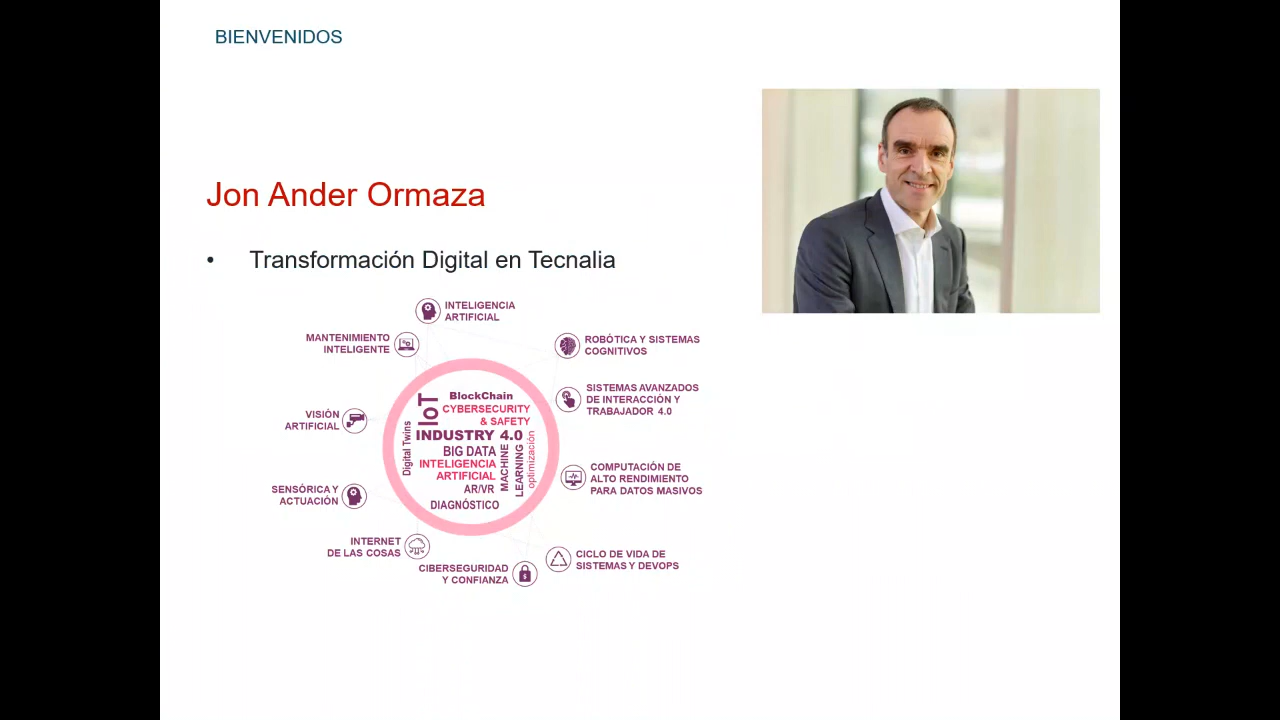 BIENVENIDOS
Jon Ander Ormaza
• Transformación Digital en Tecnalia
INTELIGENCIA
ARTIFICIAL
MANTENIMIENTO
INTELIGENTE
ROBÓTICA Y SISTEMAS
COGNITIVOS
SISTEMAS AVANZADOS
DE INTERACCIÓN Y
TRABAJADOR 4.0
VISIÓN
ARTIFICIAL
BlockChain
IoT
CYBERSECURITY
& SAFETY
Digital Twins
INDUSTRY 4.0
BIG DATA
INTELIGENCIA
ARTIFICIAL
MACHINE
LEARNING
optimización
AR/VR
DIAGNÓSTICO
COMPUTACIÓN DE
ALTO RENDIMIENTO
PARA DATOS MASIVOS
SENSÓRICA Y
ACTUACIÓN
INTERNET
DE LAS COSAS
CIBERSEGURIDAD
Y CONFIANZA
CICLO DE VIDA DE
SISTEMAS Y DEVOPS